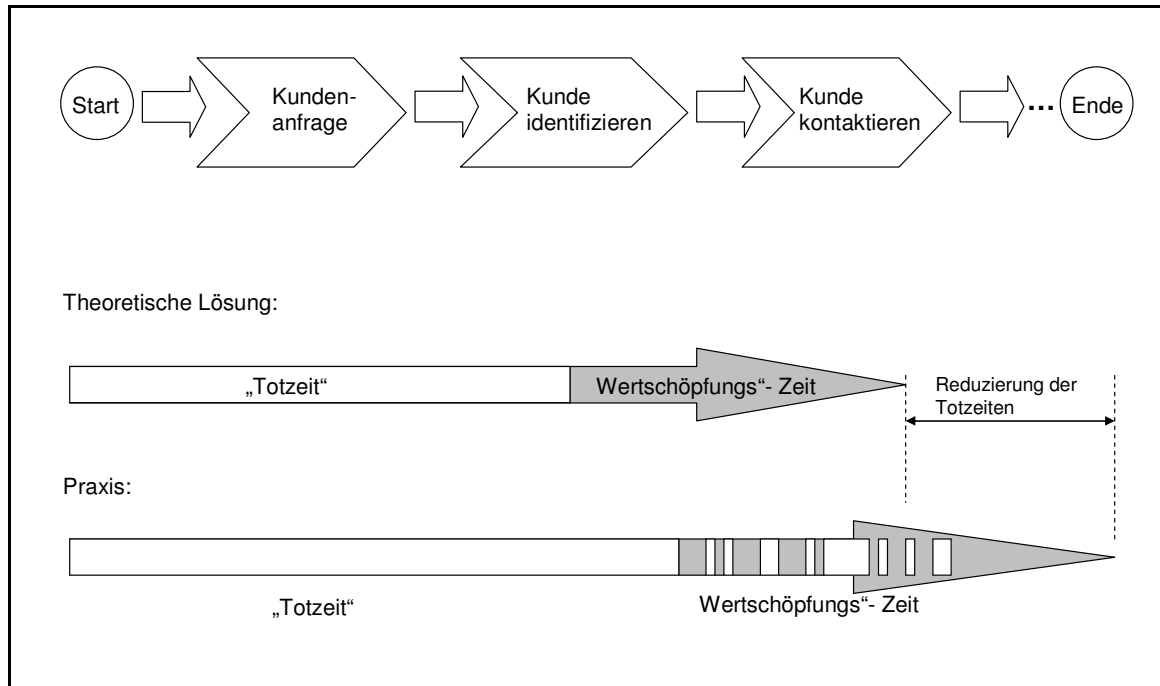 Start
Kunden-
anfrage
Kunde
identifizieren
Kunde
kontaktieren
...
Ende
Theoretische Lösung:
„Totzeit“
Wertschöpfungs“- Zeit
Reduzierung der
Totzeiten
Praxis:
„Totzeit“
Wertschöpfungs“- Zeit